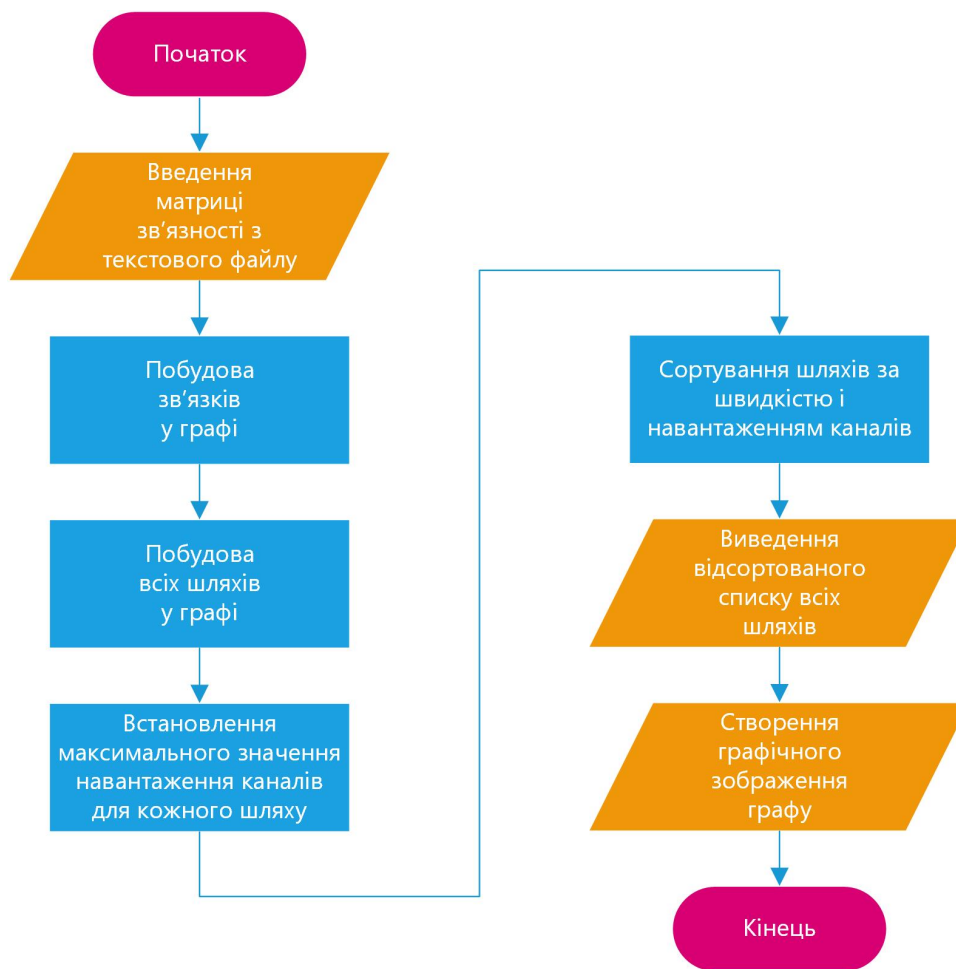 Початок
Введення
матриці
зв’язності з
текстового файлу
Побудова
зв’язків
у графі
Побудова
всіх шляхів
у графі
Встановлення
максимального значення
навантаження каналів
для кожного шляху
Сортування шляхів за
швидкістю і
навантаженням каналів
Виведення
відсортованого
списку всіх
шляхів
Створення
графічного
зображення
графу
Кінець